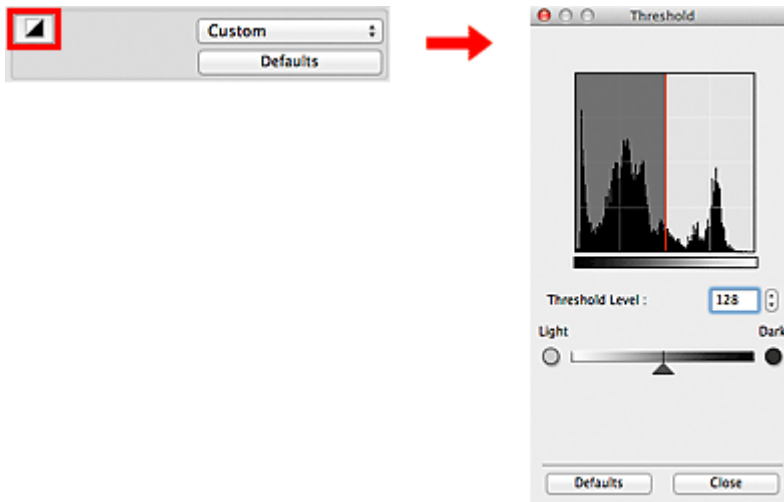 Custom
Defaults
Threshold
Threshold Level :
128
Light
Dark
Defaults
Close